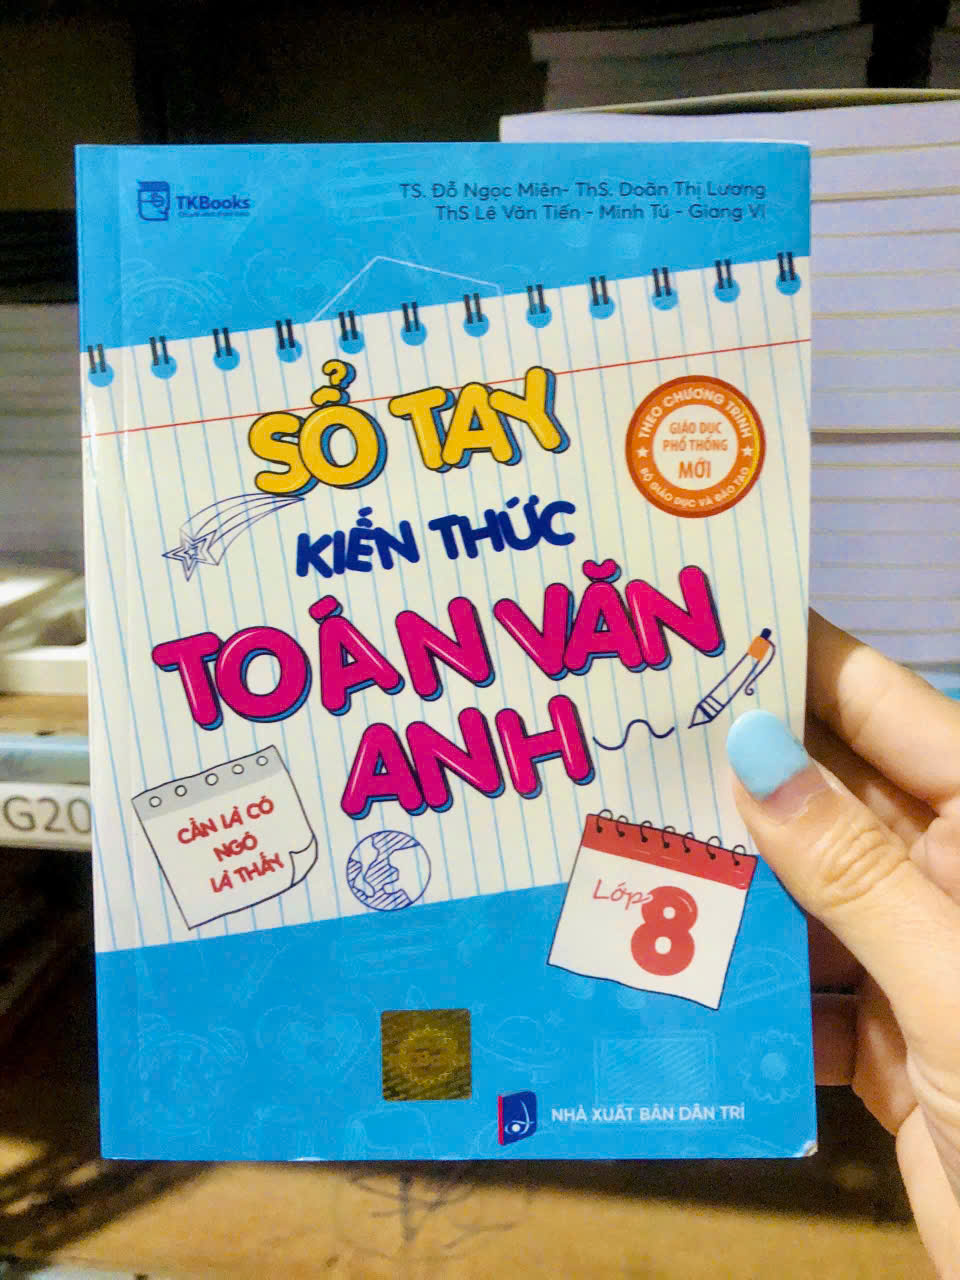 TKBooks
TS. Đỗ Ngọc Miên- ThS. Doãn Thị Lương
ThS Lê Văn Tiến - Minh Tú - Giang Vi
SỔ TAY
THEO CHƯƠNG TRÌNH
GIÁO DỤC
PHỔ THÔNG
MỚI
BỘ GIÁO DỤC VÀ ĐÀO TẠO
KIẾN THỨC
TOÁN VĂN
ANH
CẦN LÀ CÓ
NGÓ
LÀ THẤY
Lớp
8
NHÀ XUẤT BẢN DÂN TRÍ
G20